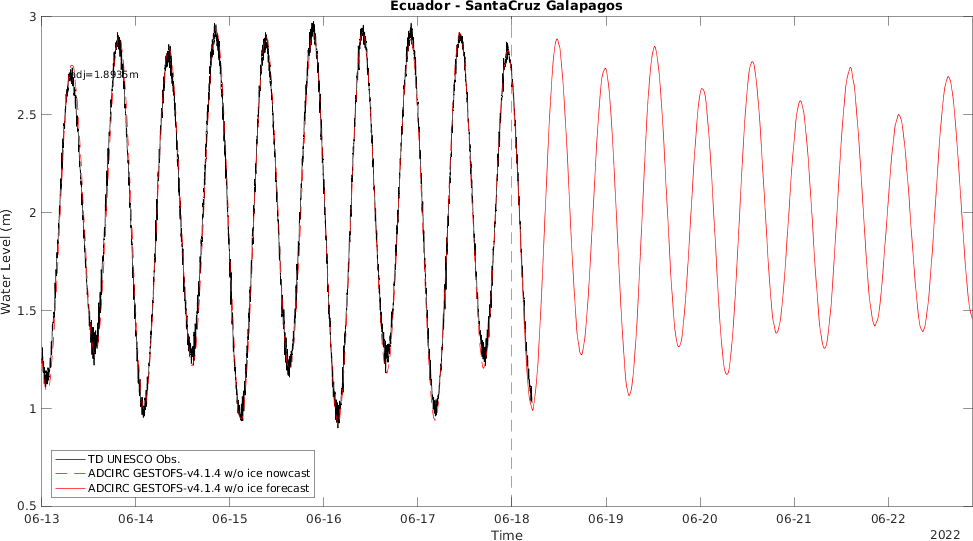 Ecuador - SantaCruz Galapagos
3
adj=1.8935m
2.5
2
Water Level (m)
1.5
1
TD UNESCO Obs.
ADCIRC GESTOFS-v4.1.4 w/o ice nowcast
ADCIRC GESTOFS-v4.1.4 w/o ice forecast
0.5
06-13 06-14 06-15 06-16 06-17 06-18 06-19 06-20 06-21 06-22
Time
2022